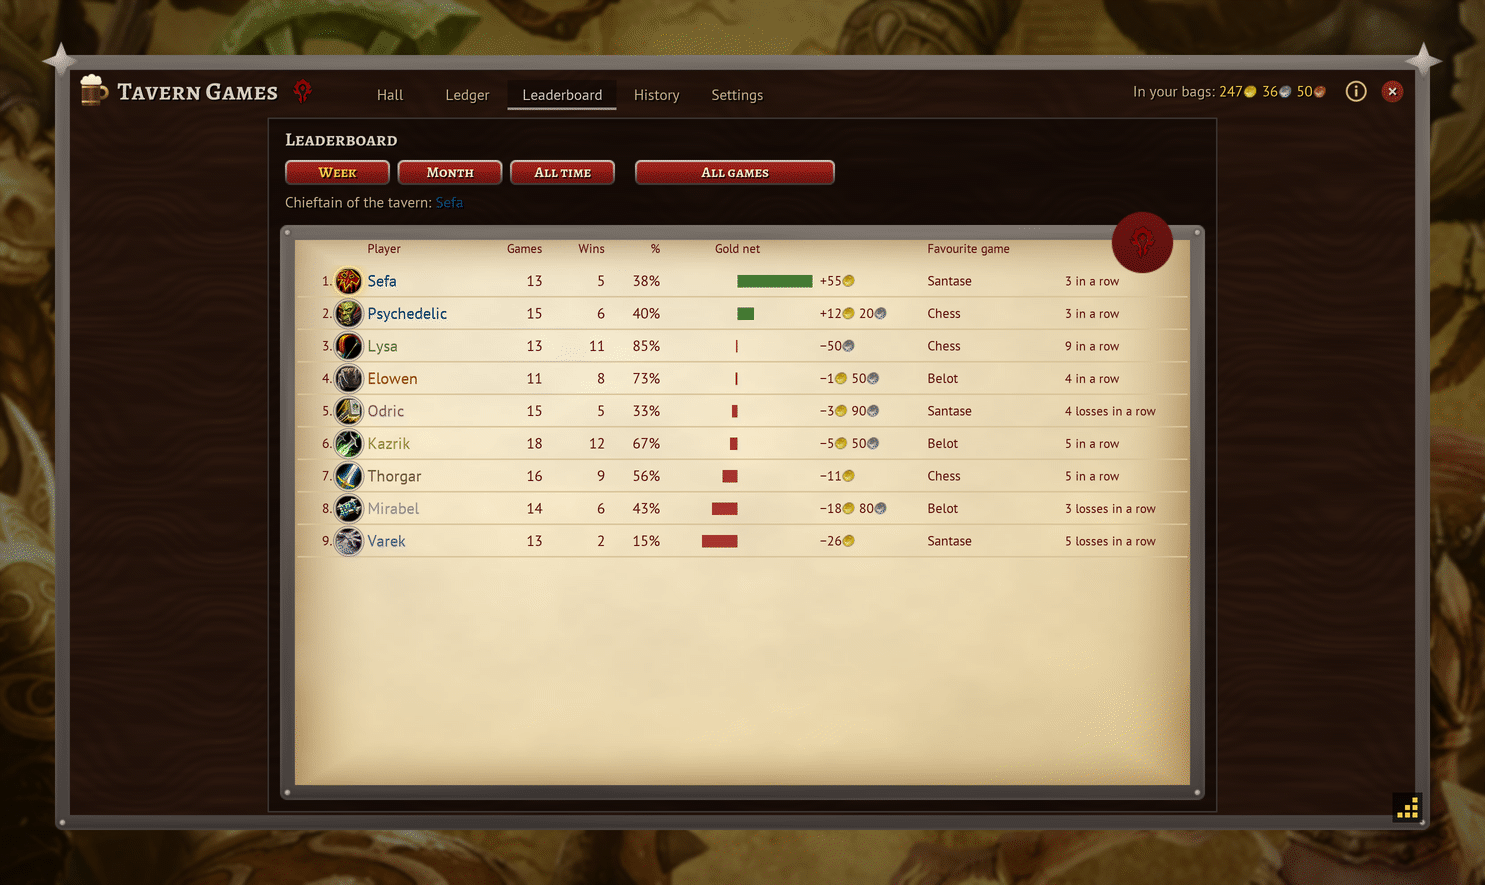 Tavern Games
Hall Ledger Leaderboard History Settings
In your bags: 247 36 50
Leaderboard
Week Month All time All games
Chieftain of the tavern: Sefa
Player Games Wins % Gold net Favourite game
1. Sefa 13 5 38% +55 Santase 3 in a row
2. Psychedelic 15 6 40% +12 20 Chess 3 in a row
3. Lysa 13 11 85% −50 Chess 9 in a row
4. Elowen 11 8 73% −1 50 Belot 4 in a row
5. Odric 15 5 33% −3 90 Santase 4 losses in a row
6. Kazrik 18 12 67% −5 50 Belot 5 in a row
7. Thorgar 16 9 56% −11 Chess 5 in a row
8. Mirabel 14 6 43% −18 80 Belot 3 losses in a row
9. Varek 13 2 15% −26 Santase 5 losses in a row